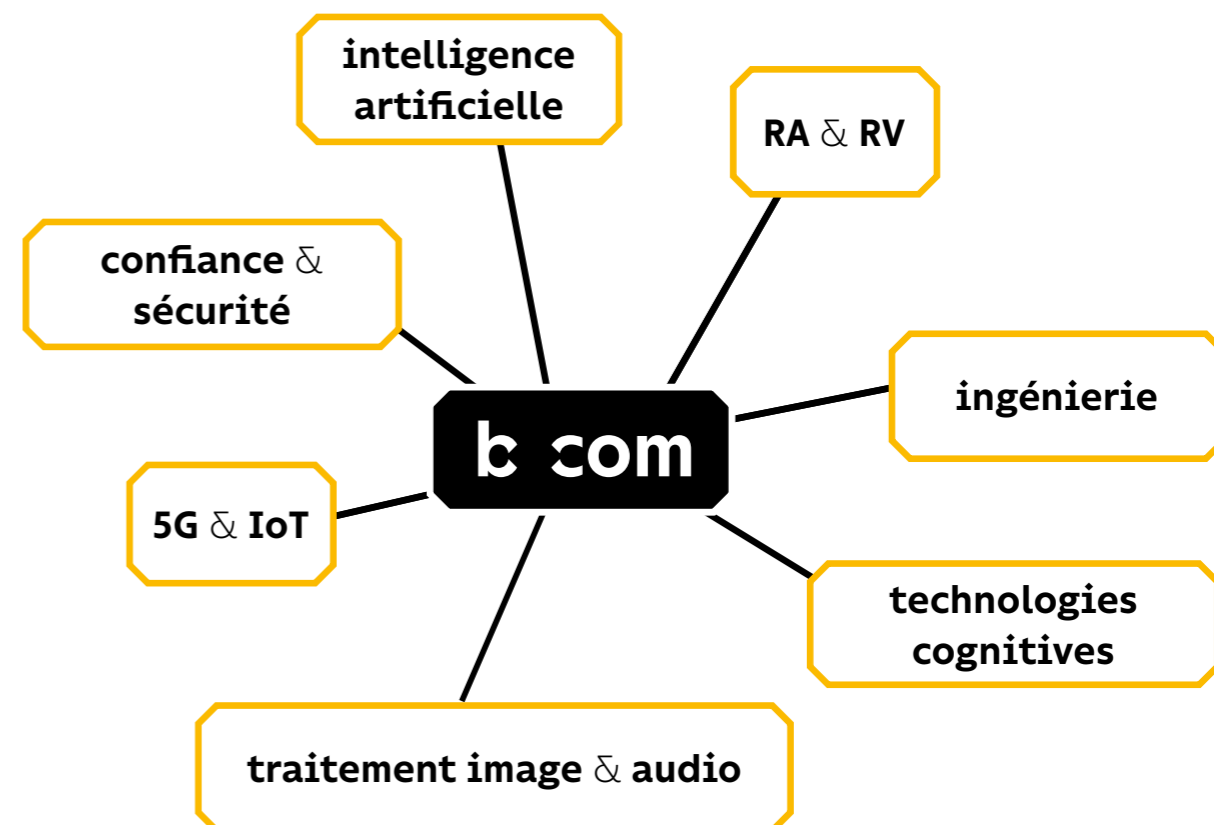 intelligence
artificielle
RA & RV
confiance &
sécurité
ingénierie
b com
5G & IoT
technologies
cognitives
traitement image & audio